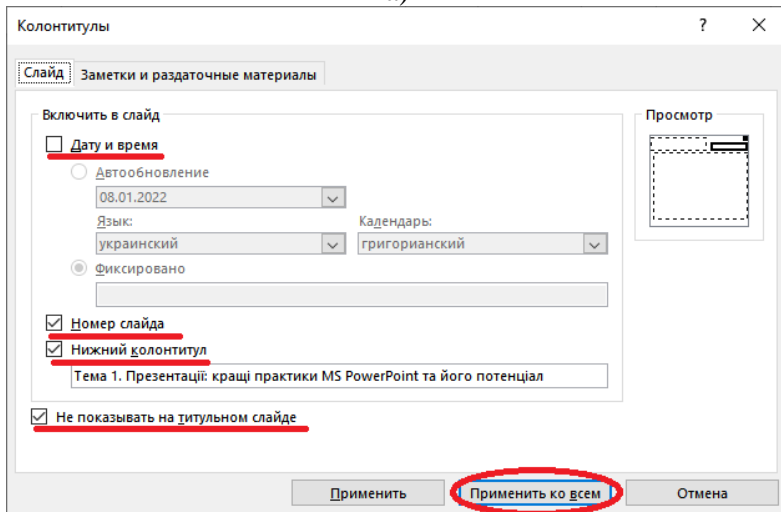 Колонтитулы ?
Слайд Заметки и раздаточные материалы
Включить в слайд Просмотр
Дату и время
Автообновление
08.01.2022
Язык: Календарь:
украинский григорианский
Фиксировано
Номер слайда
Нижний колонтитул
Тема 1. Презентації: кращі практики MS PowerPoint та його потенціал
Не показывать на титульном слайде
Применить Применить ко всем Отмена